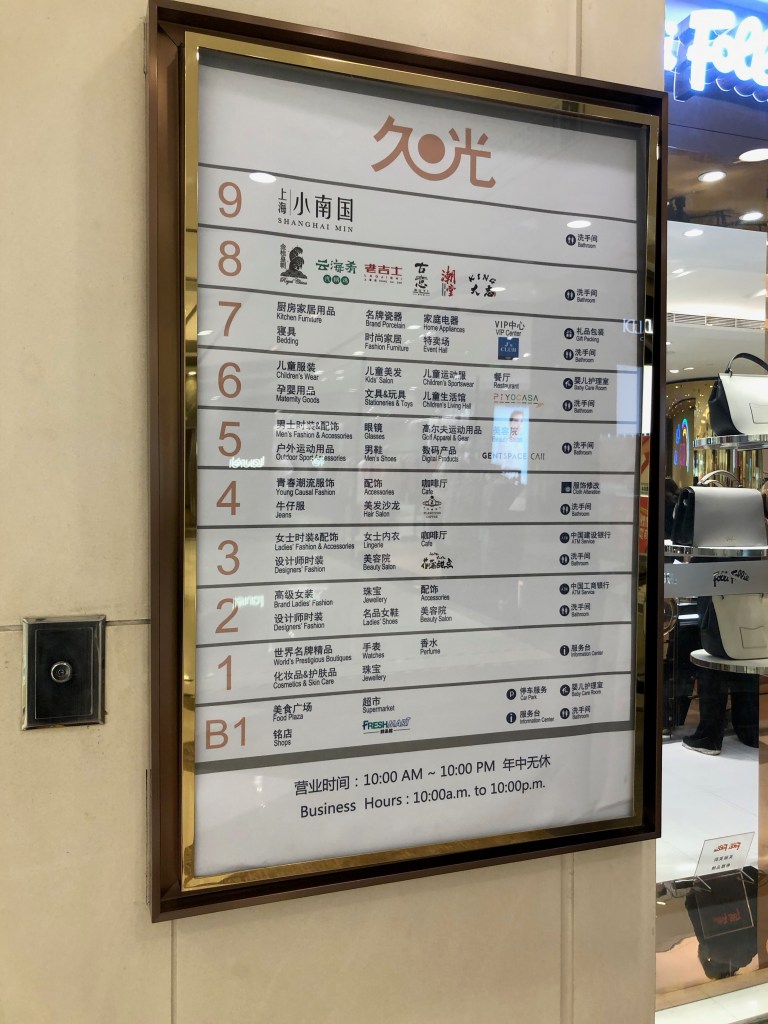 久光
9
上海 小南国
SHANGHAI MIN
洗手间
Bathroom
8
Royal China
云海肴
老吉士
古意
潮堂
KING
大志
洗手间
Bathroom
7
厨房家居用品 名牌瓷器 家庭电器 VIP中心 礼品包装
Kitchen Furniture Brand Porcelain Home Appliances VIP Center Gift Packing
寝具 时尚家居 特卖场 CLUB 洗手间
Bedding Fashion Furniture Event Hall Bathroom
6
儿童服装 儿童美发 儿童运动服 餐厅 婴儿护理室
Children's Wear Kids' Salon Children's Sportswear Restaurant Baby Care Room
孕婴用品 文具&玩具 儿童生活馆 PIYOCASA 洗手间
Maternity Goods Stationeries & Toys Children's Living Hall Bathroom
5
男士时装&配饰 眼镜 高尔夫运动用品 美容院
Men's Fashion & Accessories Glasses Golf Apparel & Gear
户外运动用品 男鞋 数码产品 GENTSPACE 洗手间
Outdoor Sport Accessories Men's Shoes Digital Products Bathroom
4
青春潮流服饰 配饰 咖啡厅 服饰修改
Young Causal Fashion Accessories Cafe Cloth Alteration
牛仔服 美发沙龙 洗手间
Jeans Hair Salon Bathroom
3
女士时装&配饰 女士内衣 咖啡厅 中国建设银行
Ladies' Fashion & Accessories Lingerie Cafe ATM Service
设计师时装 美容院 洗手间
Designers' Fashion Beauty Salon Bathroom
2
高级女装 珠宝 配饰 中国工商银行
Brand Ladies' Fashion Jewellery Accessories ATM Service
设计师时装 名品女鞋 美容院 洗手间
Designers' Fashion Ladies' Shoes Beauty Salon Bathroom
1
世界名牌精品 手表 香水 服务台
World's Prestigious Boutiques Watches Perfume Information Center
化妆品&护肤品 珠宝
Cosmetics & Skin Care Jewellery
B1
美食广场 超市 P 停车服务 婴儿护理室
Food Plaza Supermarket Car Park Baby Care Room
铭店 FRESHMART 服务台 洗手间
Shops Information Center Bathroom
营业时间：10:00 AM ~ 10:00 PM 年中无休
Business Hours : 10:00a.m. to 10:00p.m.
Folli
Folli Follie